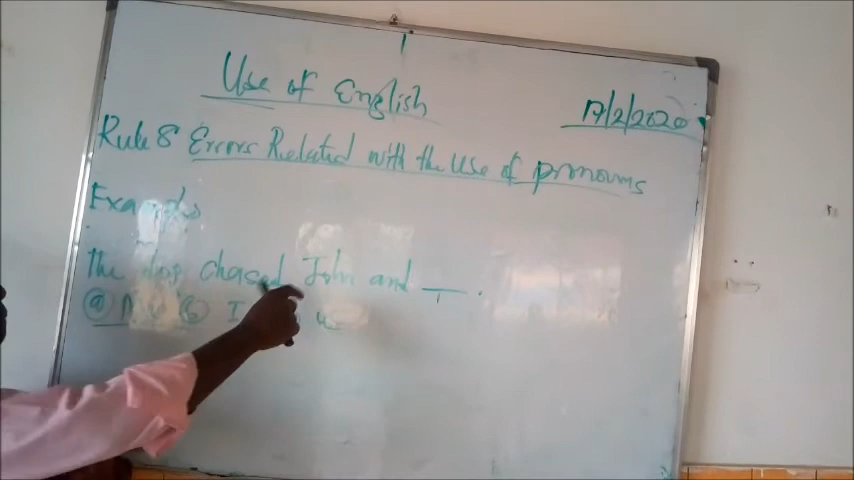 Use of English
17/2/2020
Rule 8 Errors Related with the Use of pronouns
Examples
The dog chased John and ___.
(a) (b) I